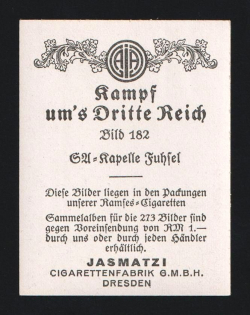 Kampf
um's Dritte Reich
Bild 182
SA-Kapelle Fuhsel
Diese Bilder liegen in den Packungen
unserer Ramses-Cigaretten
Sammelalben für die 273 Bilder sind
gegen Voreinsendung von RM 1.—
durch uns oder durch jeden Händler
erhältlich.
JASMATZI
CIGARETTENFABRIK G.M.B.H.
DRESDEN